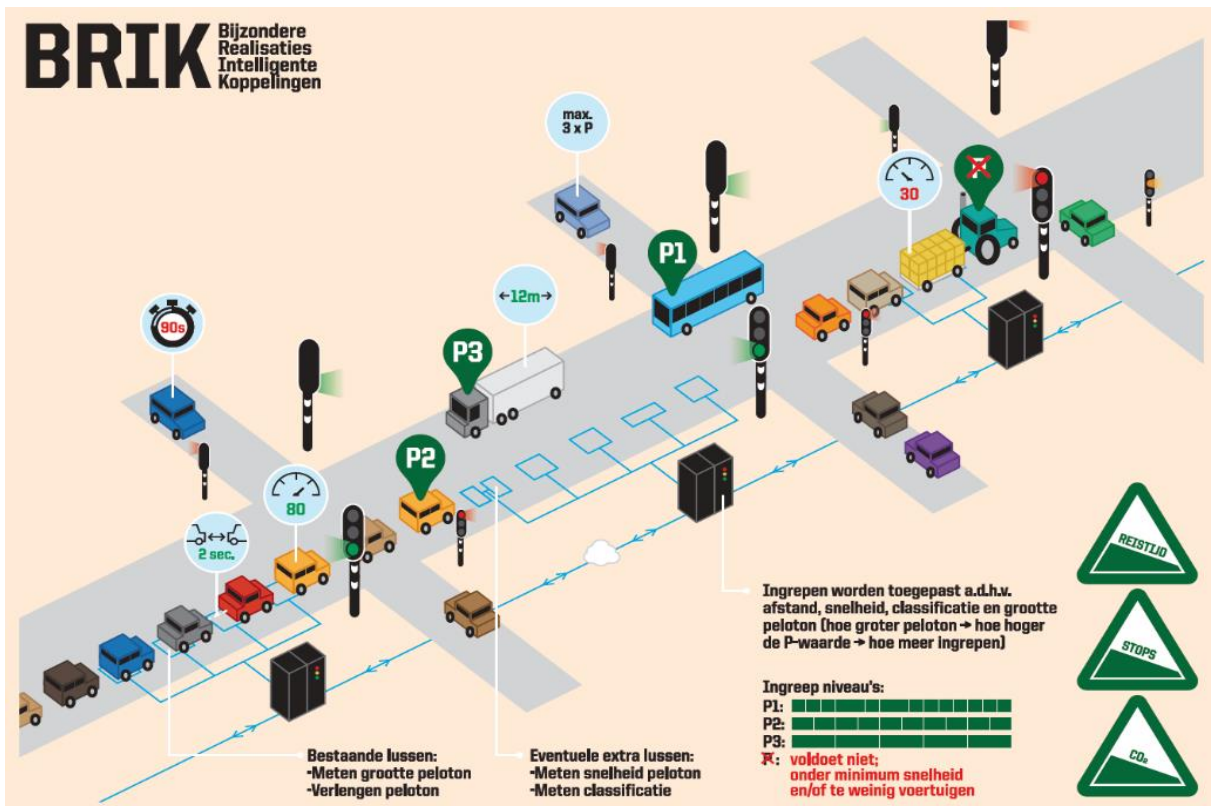 BRIK
Bijzondere
Realisaties
Intelligente
Koppelingen
max.
3 x P
30
P
P1
←12m→
90s
P3
P2
80
2 sec.
REISTIJD
STOPS
CO₂
Ingrepen worden toegepast a.d.h.v.
afstand, snelheid, classificatie en grootte
peloton (hoe groter peloton → hoe hoger
de P-waarde → hoe meer ingrepen)
Ingreep niveau's:
P1:
P2:
P3:
P: voldoet niet;
onder minimum snelheid
en/of te weinig voertuigen
Bestaande lussen:
-Meten grootte peloton
-Verlengen peloton
Eventuele extra lussen:
-Meten snelheid peloton
-Meten classificatie